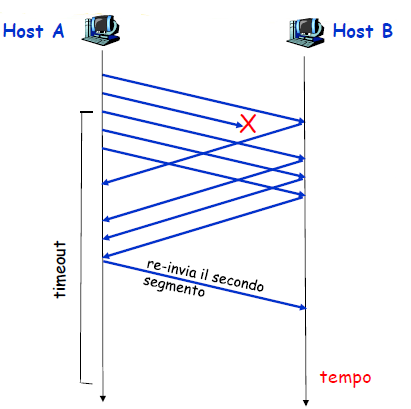 Host A
Host B
X
timeout
re-invia il secondo
segmento
tempo